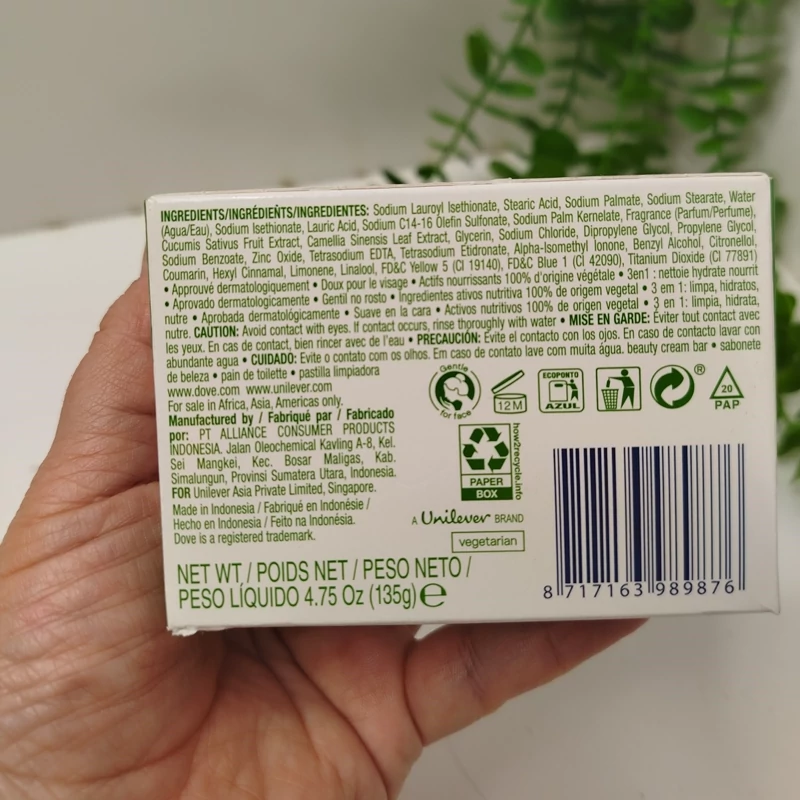 INGREDIENTS/INGRÉDIENTS/INGREDIENTES: Sodium Lauroyl Isethionate, Stearic Acid, Sodium Palmate, Sodium Stearate, Water
(Agua/Eau), Sodium Isethionate, Lauric Acid, Sodium C14-16 Olefin Sulfonate, Sodium Palm Kernelate, Fragrance (Parfum/Perfume),
Cucumis Sativus Fruit Extract, Camellia Sinensis Leaf Extract, Glycerin, Sodium Chloride, Dipropylene Glycol, Propylene Glycol,
Sodium Benzoate, Zinc Oxide, Tetrasodium EDTA, Tetrasodium Etidronate, Alpha-Isomethyl Ionone, Benzyl Alcohol, Citronellol,
Coumarin, Hexyl Cinnamal, Limonene, Linalool, FD&C Yellow 5 (CI 19140), FD&C Blue 1 (CI 42090), Titanium Dioxide (CI 77891)
• Approuvé dermatologiquement • Doux pour le visage • Actifs nourrissants 100% d'origine végétale • 3en1 : nettoie hydrate nourrit
• Aprovado dermatologicamente • Gentil no rosto • Ingredientes ativos nutritiva 100% de origem vegetal • 3 em 1: limpa, hidratos,
nutre • Aprobada dermatológicamente • Suave en la cara • Activos nutritivos 100% de origen vegetal • 3 en 1: limpia, hidrata,
nutre. CAUTION: Avoid contact with eyes. If contact occurs, rinse thoroughly with water • MISE EN GARDE: Éviter tout contact avec
les yeux. En cas de contact, bien rincer avec de l'eau • PRECAUCIÓN: Evite el contacto con los ojos. En caso de contacto lavar con
abundante agua • CUIDADO: Evite o contato com os olhos. Em caso de contato lave com muita água. beauty cream bar • sabonete
de beleza • pain de toilette • pastilla limpiadora
www.dove.com www.unilever.com
For sale in Africa, Asia, Americas only.
Manufactured by / Fabriqué par / Fabricado
por: PT ALLIANCE CONSUMER PRODUCTS
INDONESIA. Jalan Oleochemical Kavling A-8, Kel.
Sei Mangkei, Kec. Bosar Maligas, Kab.
Simalungun, Provinsi Sumatera Utara, Indonesia.
FOR Unilever Asia Private Limited, Singapore.
Made in Indonesia / Fabriqué en Indonésie /
Hecho en Indonesia / Feito na Indonésia.
Dove is a registered trademark.
NET WT / POIDS NET / PESO NETO /
PESO LÍQUIDO 4.75 Oz (135g) ℮
Gentle
for face
12M
ECOPONTO
AZUL
®
20
PAP
how2recycle.info
PAPER
BOX
A Unilever BRAND
vegetarian
8 717163 989876